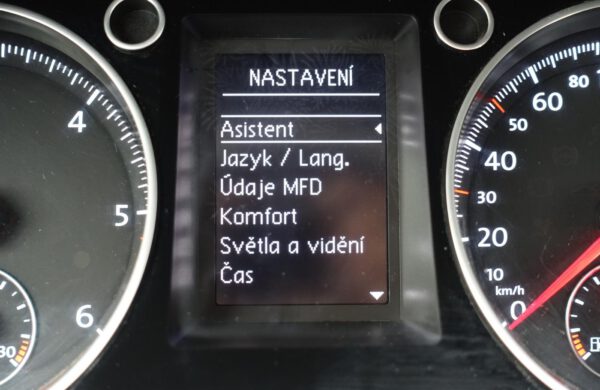 NASTAVENÍ
Asistent
Jazyk / Lang.
Údaje MFD
Komfort
Světla a vidění
Čas
4
5
6
30
80
60
50
40
30
20
10
km/h
0